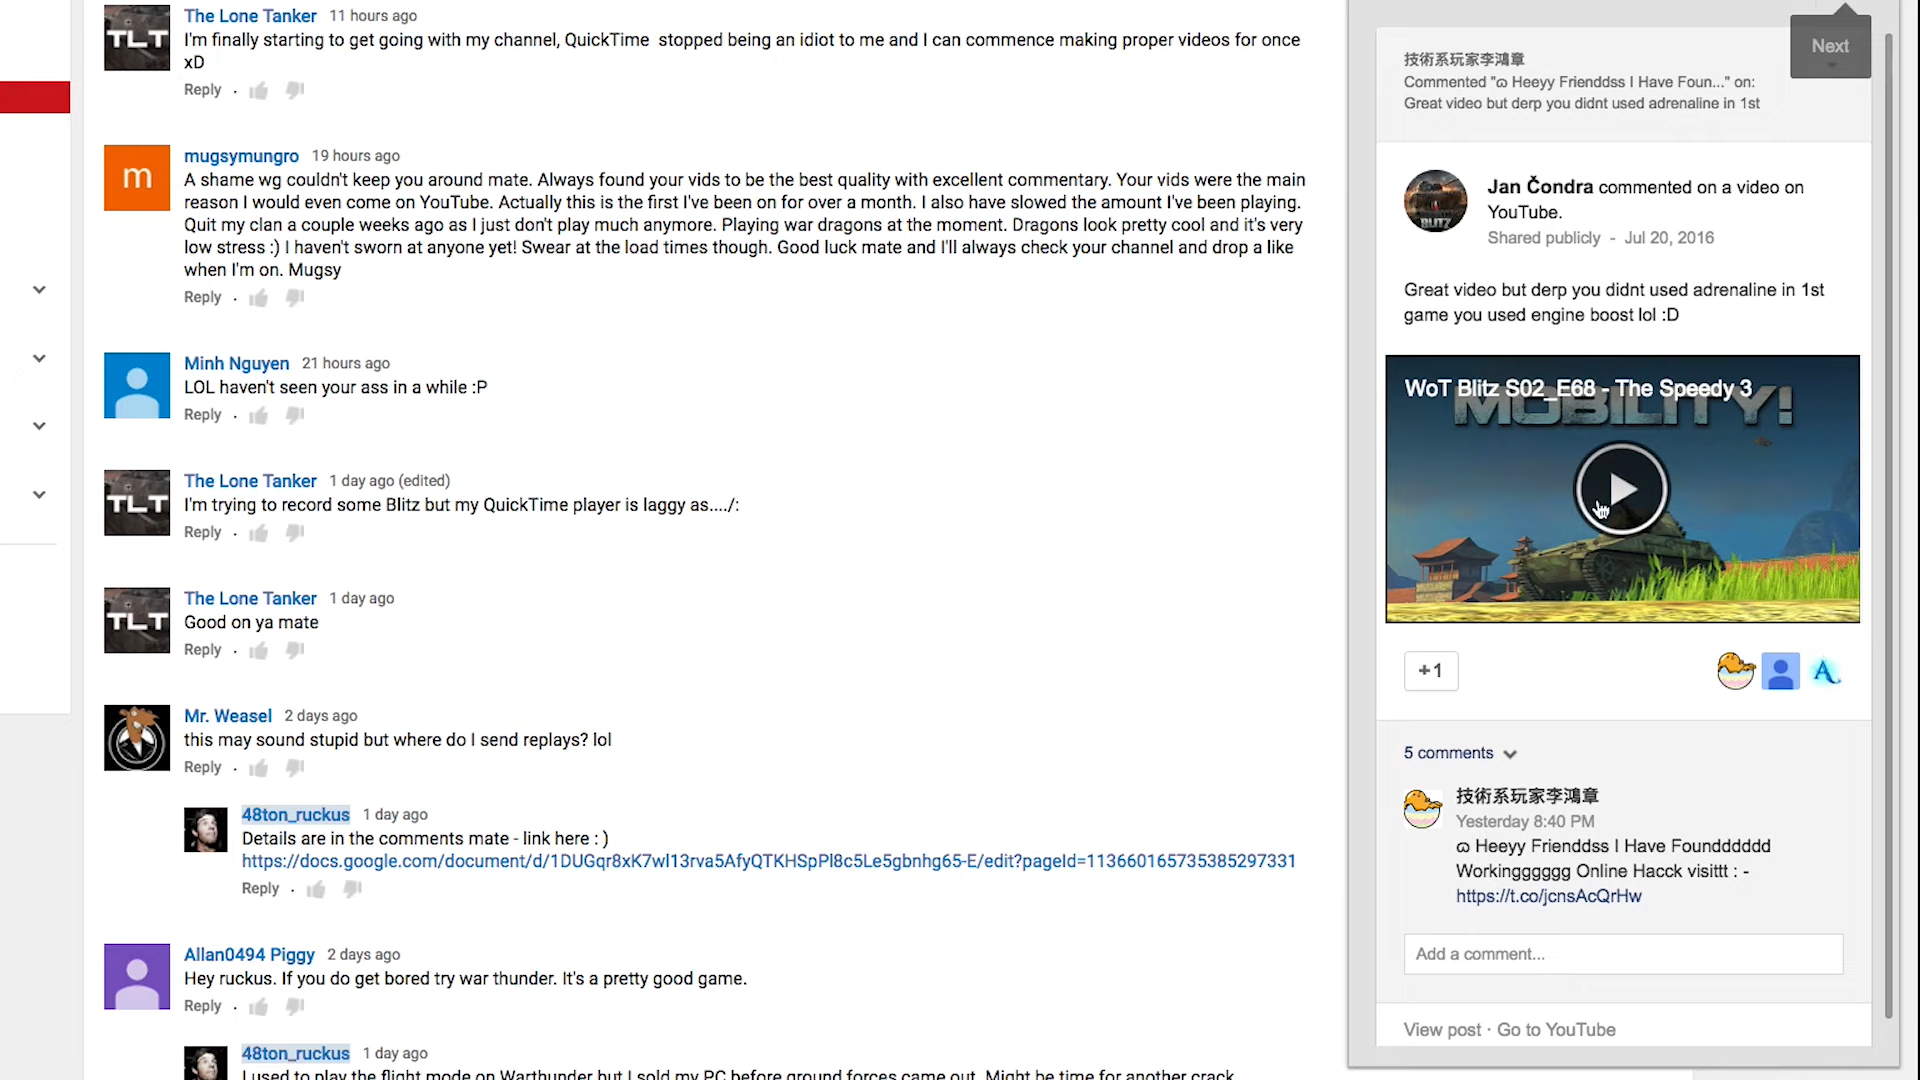 The Lone Tanker 11 hours ago
I'm finally starting to get going with my channel, QuickTime  stopped being an idiot to me and I can commence making proper videos for once
xD
Reply
TLT
m
mugsymungro 19 hours ago
A shame wg couldn't keep you around mate. Always found your vids to be the best quality with excellent commentary. Your vids were the main
reason I would even come on YouTube. Actually this is the first I've been on for over a month. I also have slowed the amount I've been playing.
Quit my clan a couple weeks ago as I just don't play much anymore. Playing war dragons at the moment. Dragons look pretty cool and it's very
low stress :) I haven't sworn at anyone yet! Swear at the load times though. Good luck mate and I'll always check your channel and drop a like
when I'm on. Mugsy
Reply
Minh Nguyen 21 hours ago
LOL haven't seen your ass in a while :P
Reply
TLT
The Lone Tanker 1 day ago (edited)
I'm trying to record some Blitz but my QuickTime player is laggy as..../:
Reply
TLT
The Lone Tanker 1 day ago
Good on ya mate
Reply
Mr. Weasel 2 days ago
this may sound stupid but where do I send replays? lol
Reply
48ton_ruckus 1 day ago
Details are in the comments mate - link here : )
https://docs.google.com/document/d/1DUGqr8xK7wl13rva5AfyQTKHSpPl8c5Le5gbnhg65-E/edit?pageId=113660165735385297331
Reply
Allan0494 Piggy 2 days ago
Hey ruckus. If you do get bored try war thunder. It's a pretty good game.
Reply
48ton_ruckus 1 day ago
I used to play the flight mode on Warthunder but I sold my PC before ground forces came out. Might be time for another crack
Next
技術系玩家李鴻章
Commented "ɷ Heeyy Frienddss I Have Foun..." on:
Great video but derp you didnt used adrenaline in 1st
BLITZ
Jan Čondra commented on a video on
YouTube.
Shared publicly - Jul 20, 2016
Great video but derp you didnt used adrenaline in 1st
game you used engine boost lol :D
WoT Blitz S02_E68 - The Speedy 3
MOBILITY!
+1
A
5 comments
技術系玩家李鴻章
Yesterday 8:40 PM
ɷ Heeyy Frienddss I Have Founddddd
Workingggggg Online Hacck visittt : -
https://t.co/jcnsAcQrHw
Add a comment...
View post · Go to YouTube